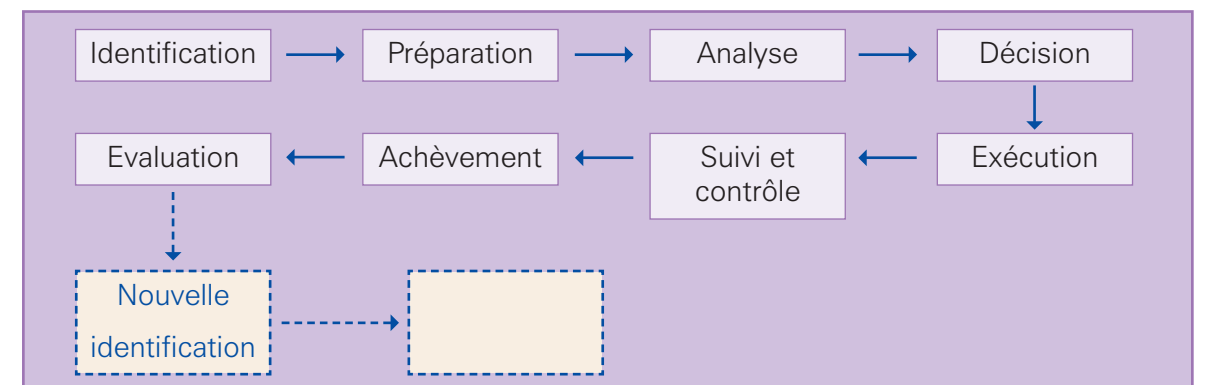 Identification
Préparation
Analyse
Décision
Evaluation
Achèvement
Suivi et
contrôle
Exécution
Nouvelle
identification